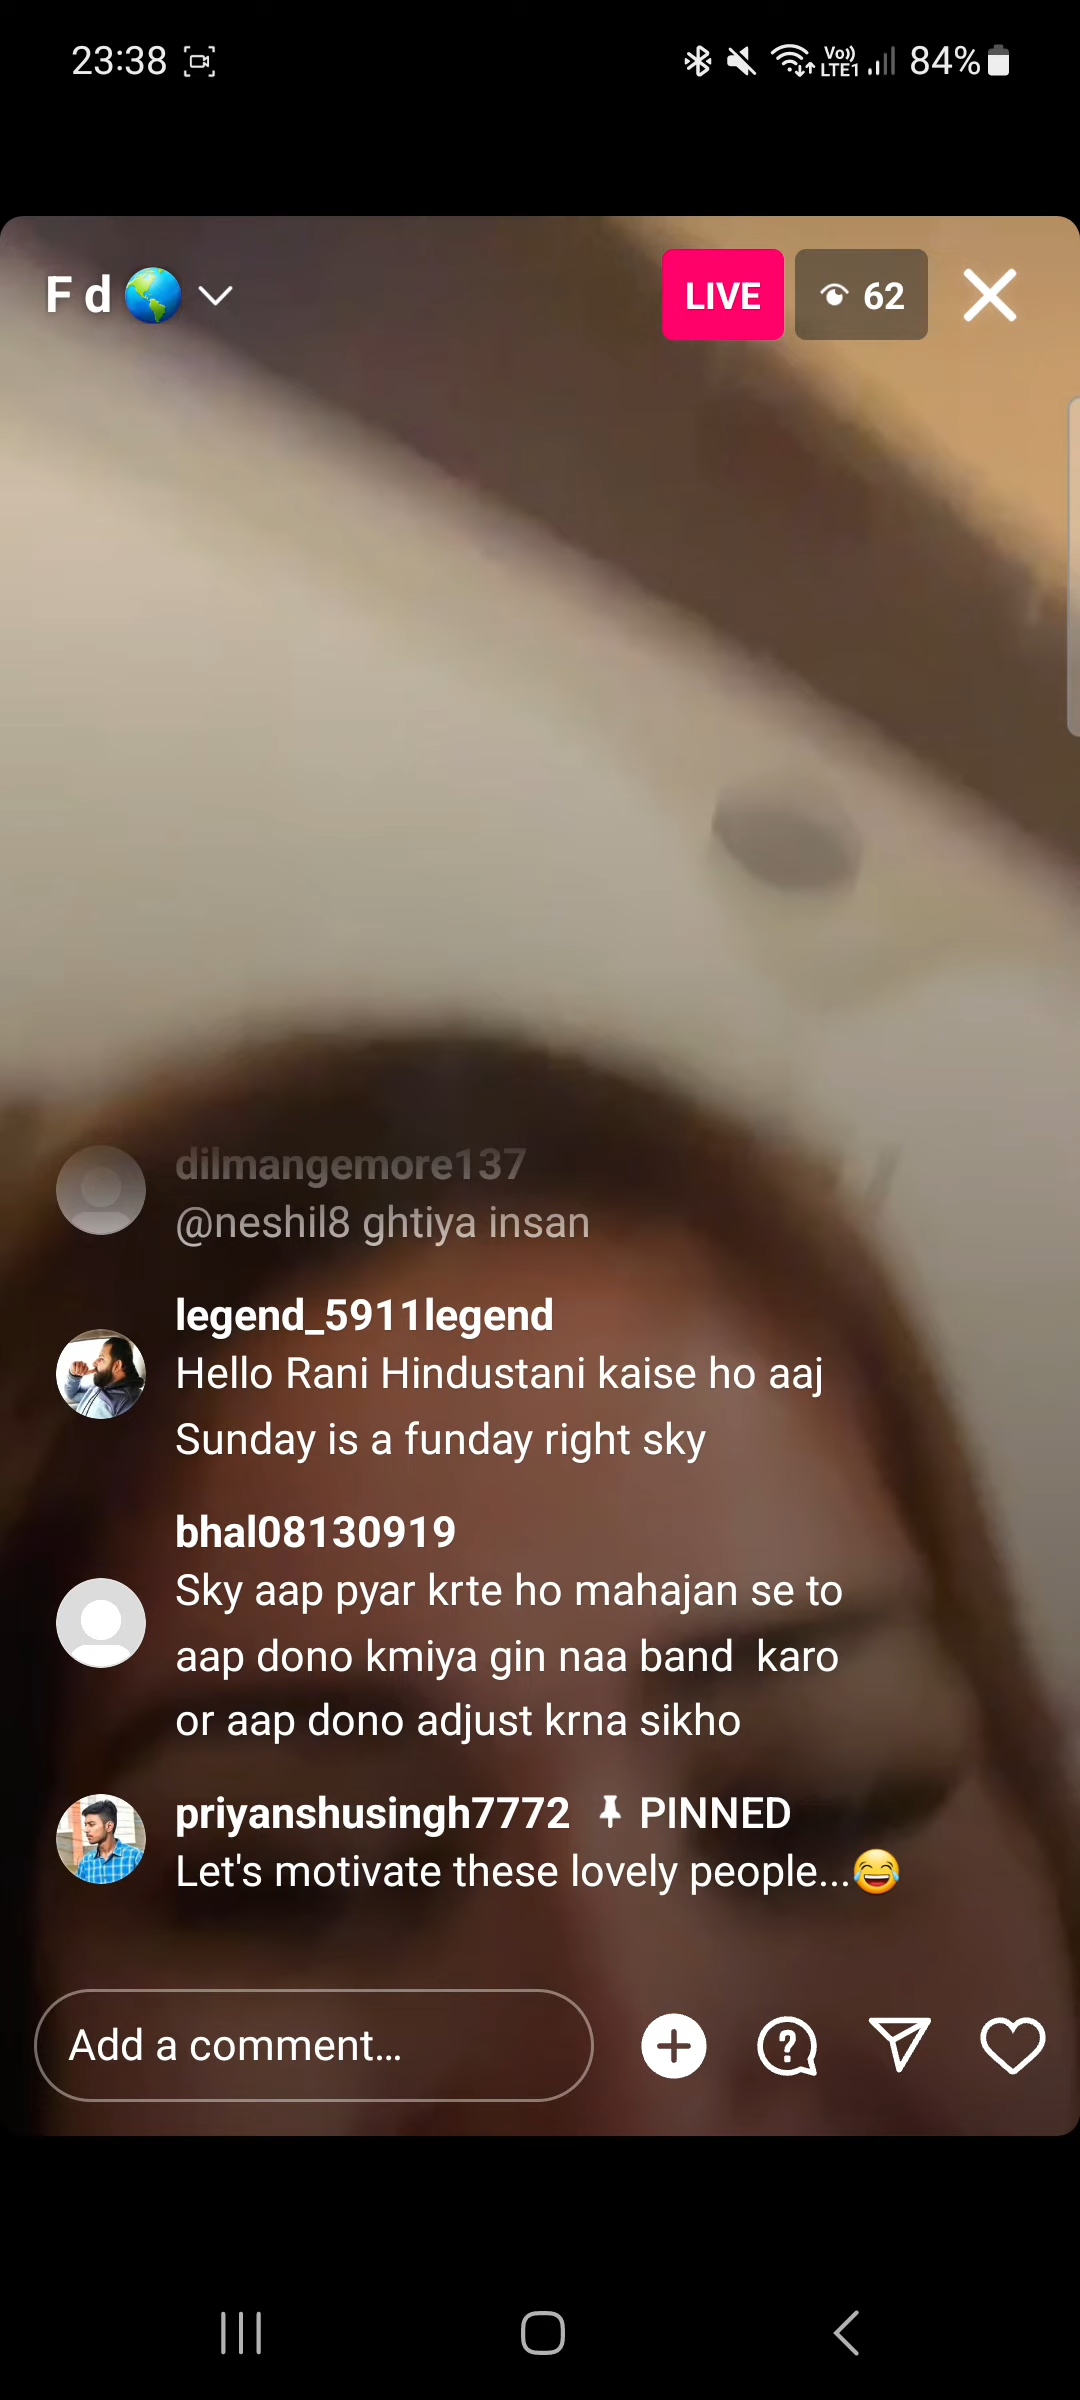 23:38 Vo)) LTE1 84%
F d LIVE 62
dilmangemore137
@neshil8 ghtiya insan
legend_5911legend
Hello Rani Hindustani kaise ho aaj
Sunday is a funday right sky
bhal08130919
Sky aap pyar krte ho mahajan se to
aap dono kmiya gin naa band  karo
or aap dono adjust krna sikho
priyanshusingh7772 PINNED
Let's motivate these lovely people...😂
Add a comment...